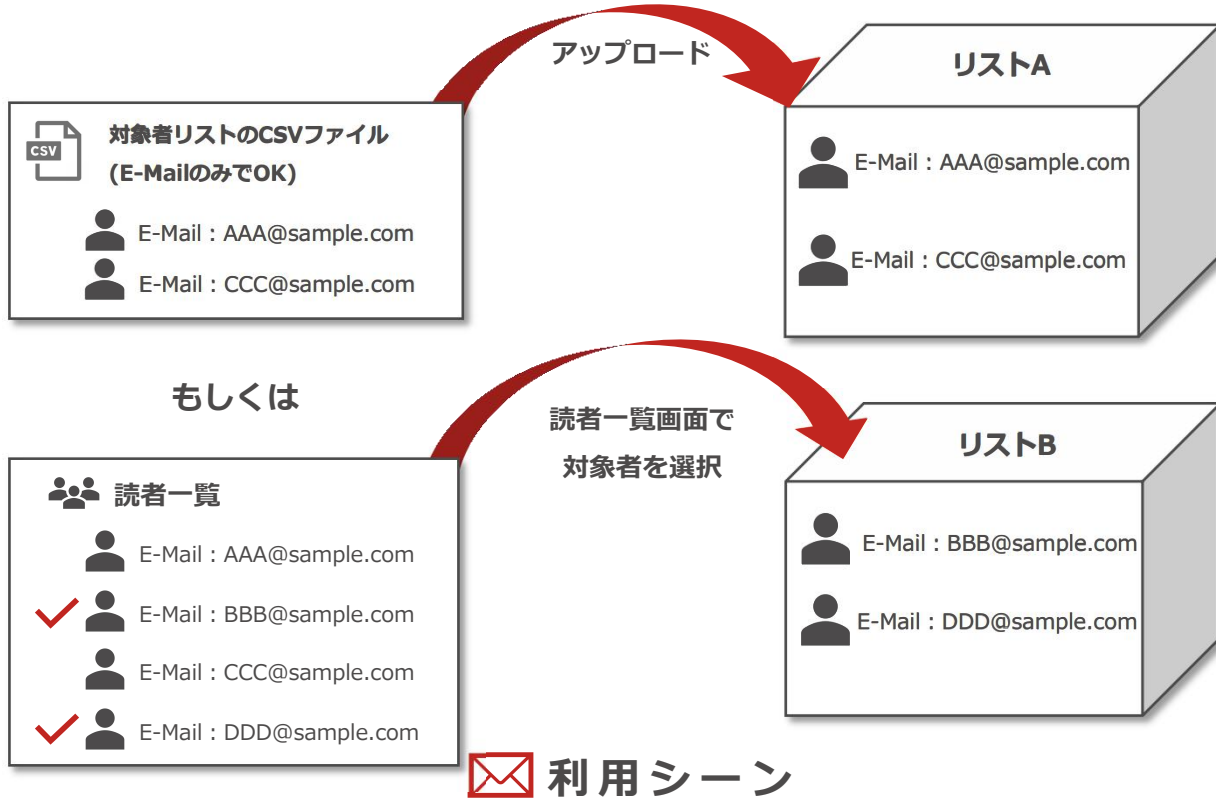 アップロード
リストA
対象者リストのCSVファイル
(E-MailのみでOK)
CSV
E-Mail : AAA@sample.com
E-Mail : CCC@sample.com
E-Mail : AAA@sample.com
E-Mail : CCC@sample.com
もしくは
読者一覧画面で
対象者を選択
リストB
読者一覧
E-Mail : AAA@sample.com
E-Mail : BBB@sample.com
E-Mail : CCC@sample.com
E-Mail : DDD@sample.com
E-Mail : BBB@sample.com
E-Mail : DDD@sample.com
利用シーン